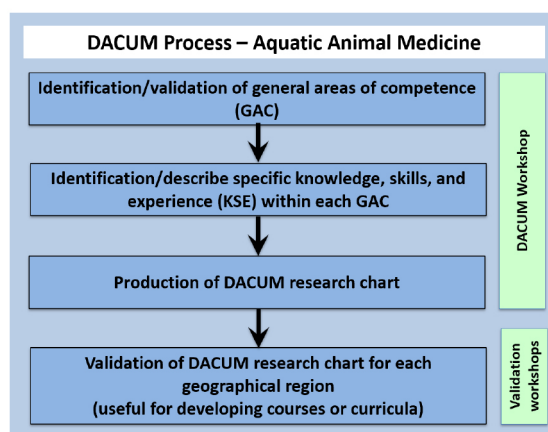 DACUM Process – Aquatic Animal Medicine
Identification/validation of general areas of competence
(GAC)
Identification/describe specific knowledge, skills, and
experience (KSE) within each GAC
Production of DACUM research chart
DACUM Workshop
Validation of DACUM research chart for each
geographical region
(useful for developing courses or curricula)
Validation
workshops